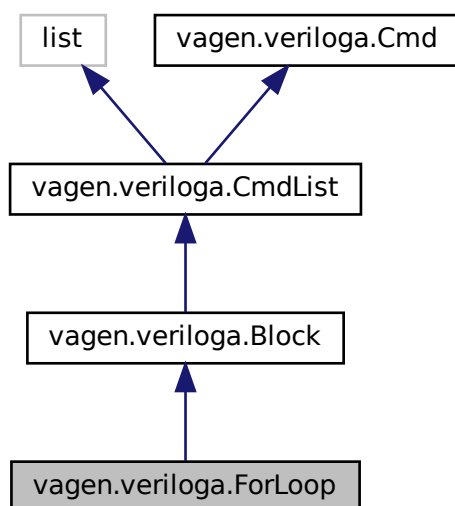 list
vagen.veriloga.Cmd
vagen.veriloga.CmdList
vagen.veriloga.Block
vagen.veriloga.ForLoop